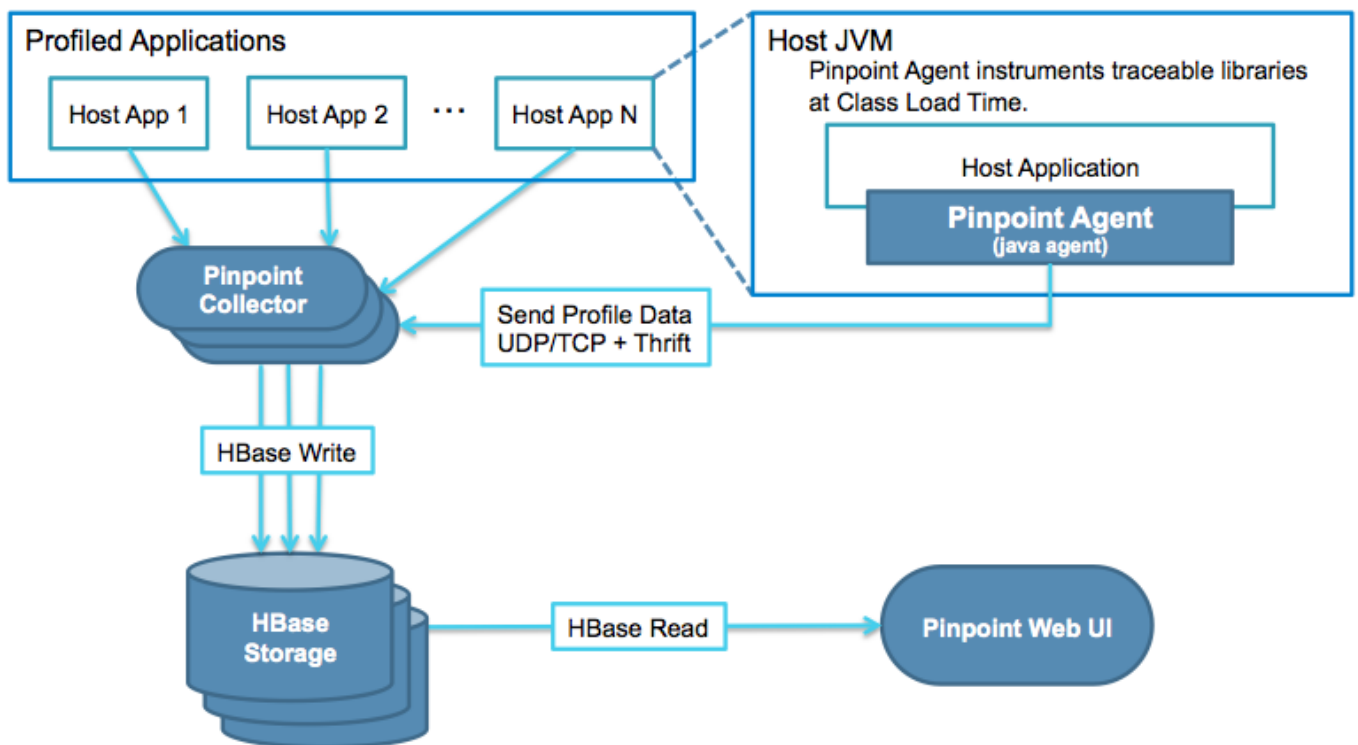 Profiled Applications
Host App 1
Host App 2
...
Host App N
Host JVM
Pinpoint Agent instruments traceable libraries
at Class Load Time.
Host Application
Pinpoint Agent
(java agent)
Pinpoint
Collector
Send Profile Data
UDP/TCP + Thrift
HBase Write
HBase
Storage
HBase Read
Pinpoint Web UI